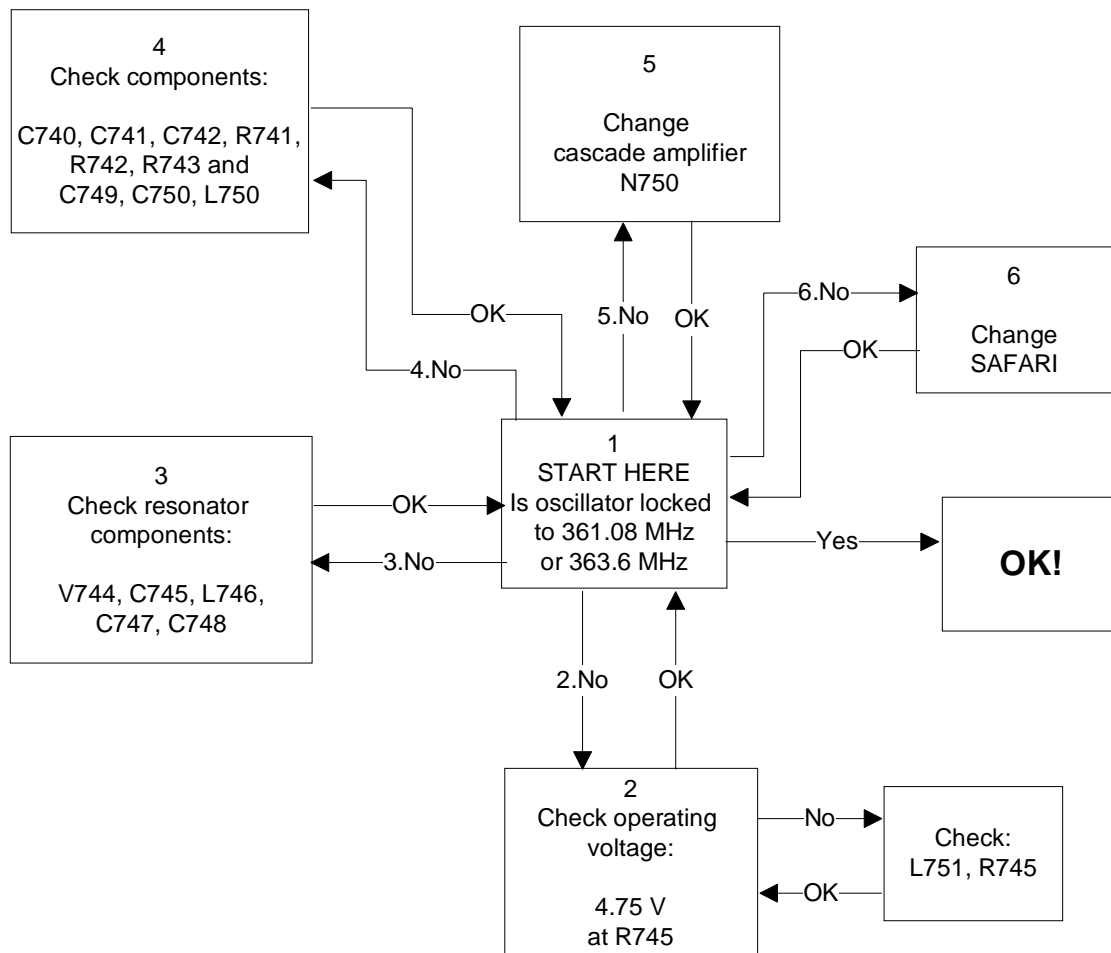 4
Check components:
C740, C741, C742, R741,
R742, R743 and
C749, C750, L750
5
Change
cascade amplifier
N750
6
Change
SAFARI
OK
5.No
OK
6.No
OK
4.No
1
START HERE
Is oscillator locked
to 361.08 MHz
or 363.6 MHz
3
Check resonator
components:
V744, C745, L746,
C747, C748
OK
3.No
Yes
OK!
2.No
OK
2
Check operating
voltage:
4.75 V
at R745
No
OK
Check:
L751, R745